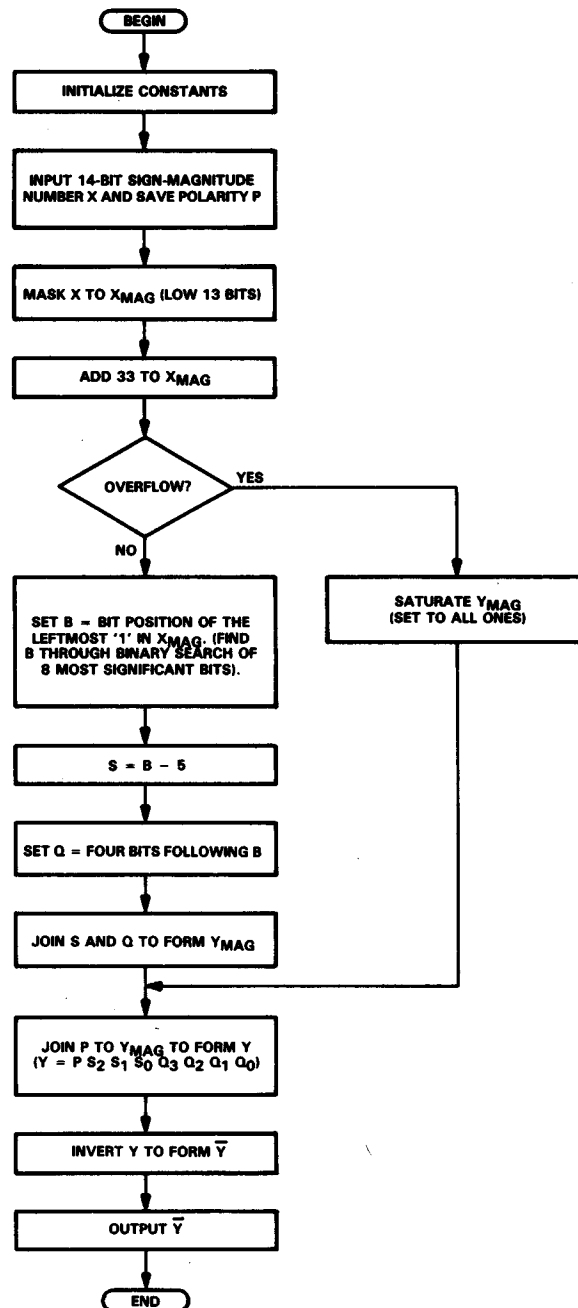 BEGIN
INITIALIZE CONSTANTS
INPUT 14-BIT SIGN-MAGNITUDE
NUMBER X AND SAVE POLARITY P
MASK X TO XMAG (LOW 13 BITS)
ADD 33 TO XMAG
OVERFLOW?
YES
NO
SET B = BIT POSITION OF THE
LEFTMOST '1' IN XMAG. (FIND
B THROUGH BINARY SEARCH OF
8 MOST SIGNIFICANT BITS).
SATURATE YMAG
(SET TO ALL ONES)
S = B – 5
SET Q = FOUR BITS FOLLOWING B
JOIN S AND Q TO FORM YMAG
JOIN P TO YMAG TO FORM Y
(Y = P S2 S1 S0 Q3 Q2 Q1 Q0)
INVERT Y TO FORM Y̅
OUTPUT Y̅
END